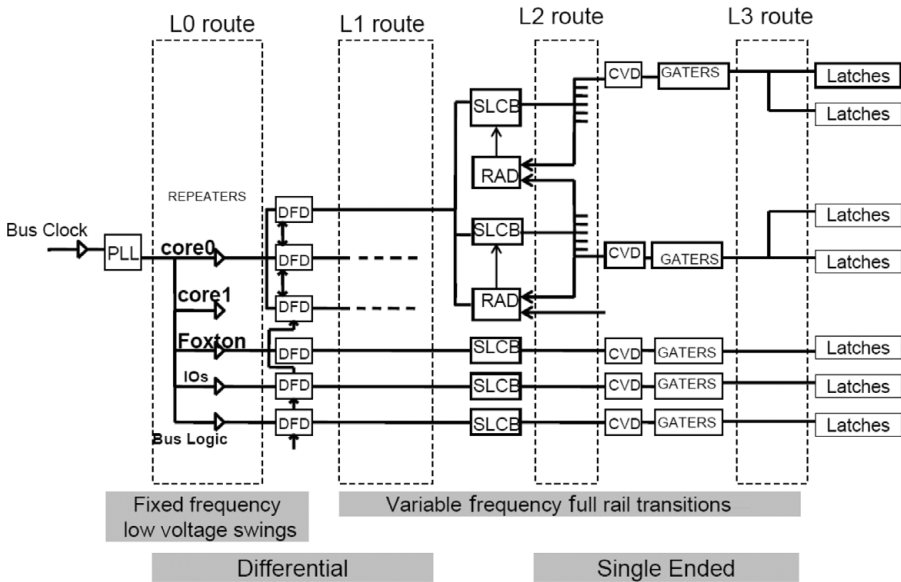 L0 route L1 route L2 route L3 route
CVD GATERS Latches
SLCB Latches
RAD
REPEATERS
DFD Latches
Bus Clock
SLCB
PLL core0 DFD CVD GATERS Latches
core1 DFD RAD
Foxton DFD SLCB CVD GATERS Latches
IOs DFD SLCB CVD GATERS Latches
Bus Logic DFD SLCB CVD GATERS Latches
Fixed frequency
low voltage swings
Variable frequency full rail transitions
Differential Single Ended